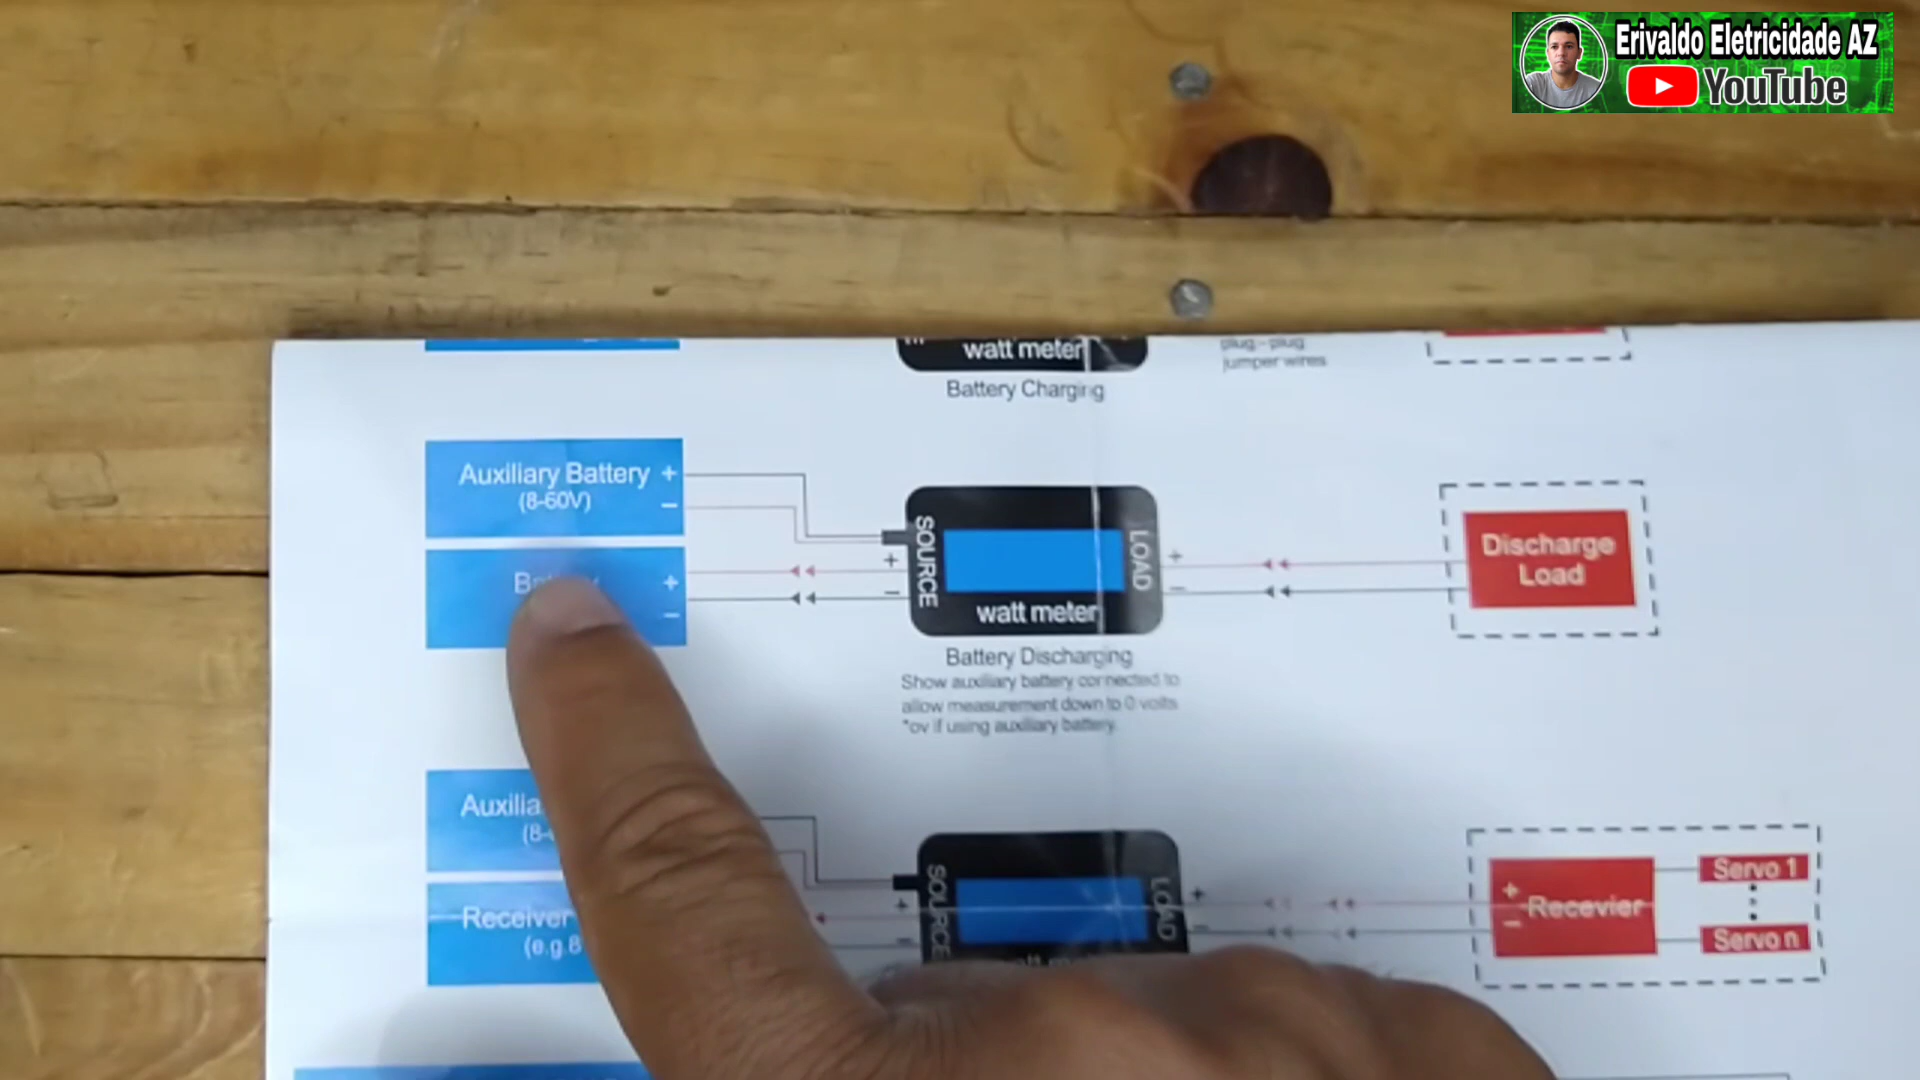 Erivaldo Eletricidade AZ
YouTube
watt meter
plug - plug
jumper wires
Battery Charging
Auxiliary Battery +
(8-60V) −
+
−
SOURCE
+
−
watt meter
LOAD
+
−
Discharge
Load
Battery Discharging
Show auxiliary battery connected to
allow measurement down to 0 volts
*ov if using auxiliary battery.
Receiver
(e.g.8
SOURCE
+
−
LOAD
+
−
+
−
Recevier
Servo 1
Servo n